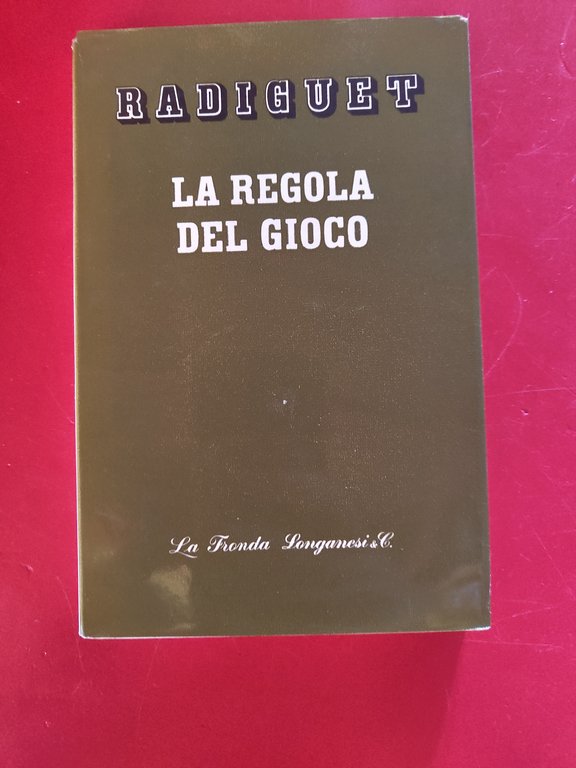 RADIGUET
LA REGOLA
DEL GIOCO
La Fronda Longanesi & C.